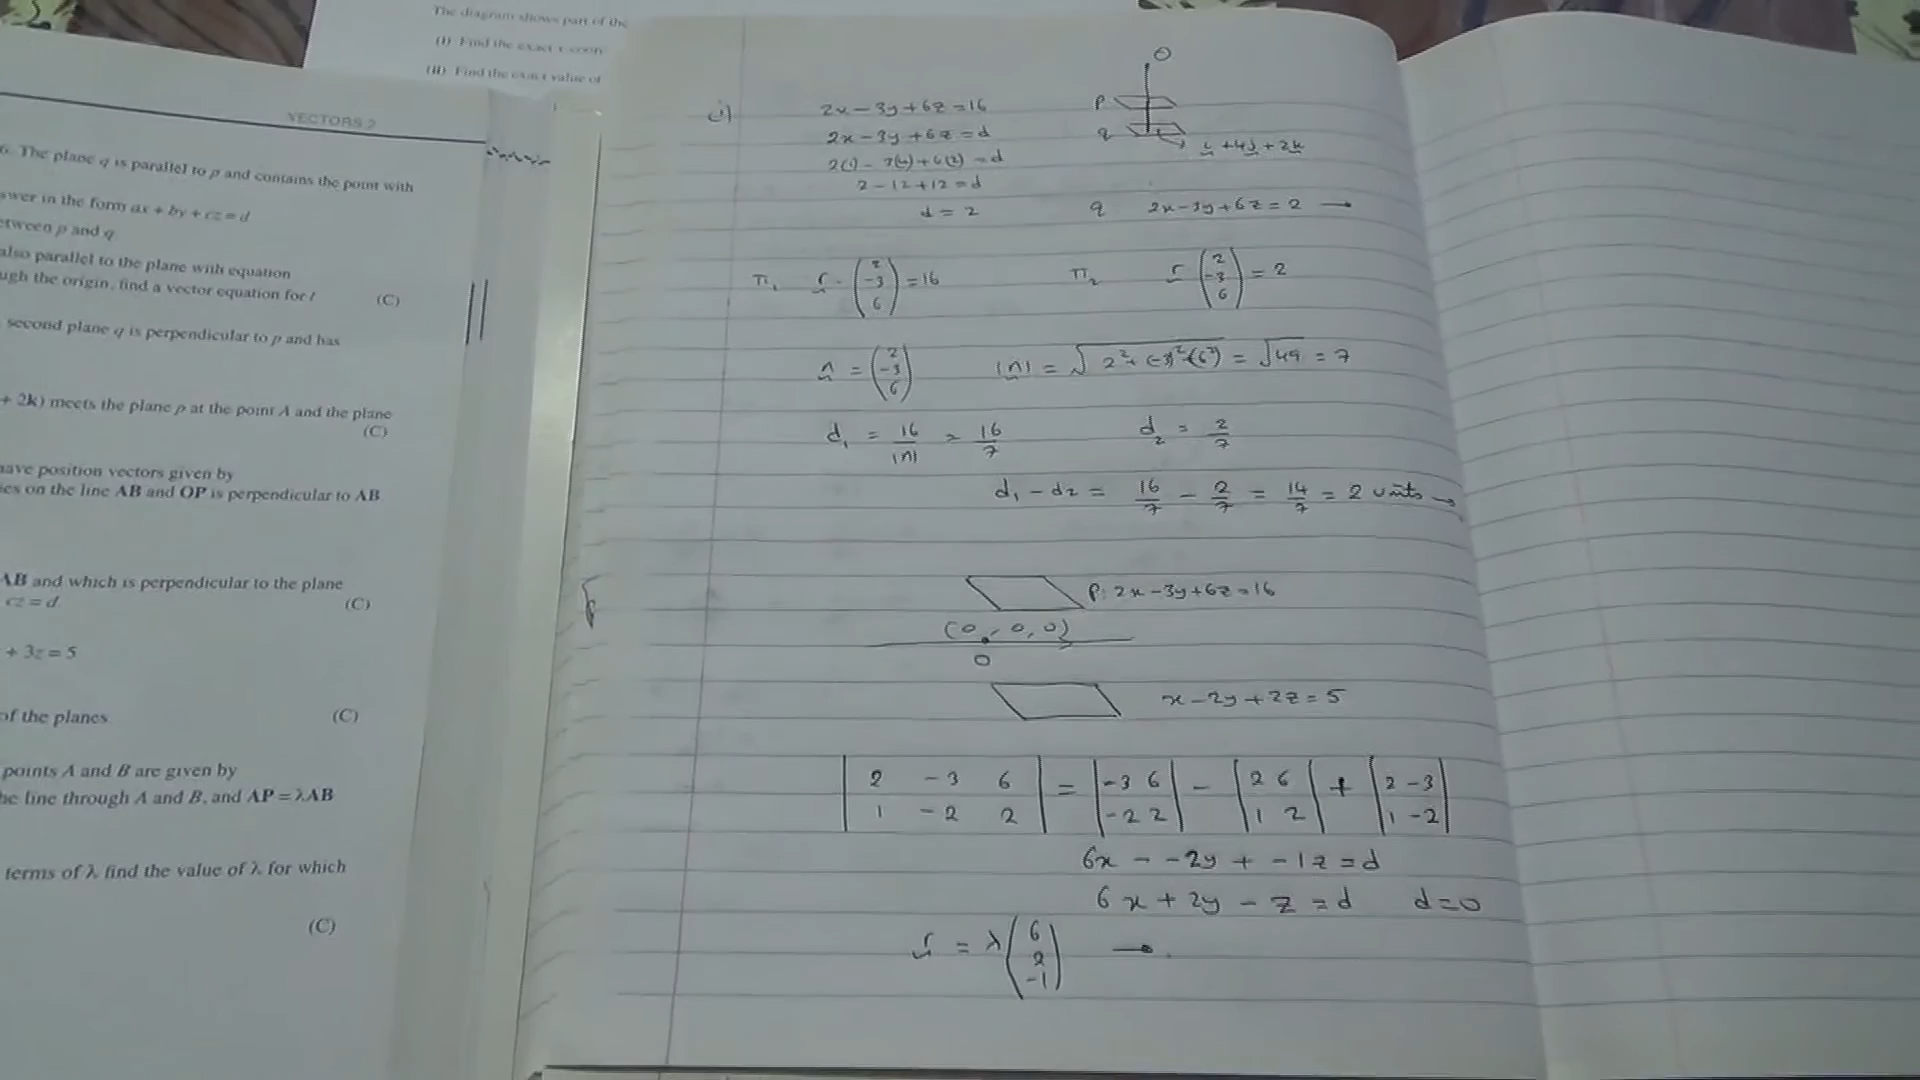 The diagram shows part of the
(i) Find the exact x-coor
(ii) Find the exact value of
VECTORS 2
6. The plane q is parallel to p and contains the point with
swer in the form ax + by + cz = d
etween p and q
also parallel to the plane with equation
ugh the origin, find a vector equation for l (C)
second plane q is perpendicular to p and has
+ 2k) meets the plane p at the point A and the plane
(C)
have position vectors given by
ies on the line AB and OP is perpendicular to AB
AB and which is perpendicular to the plane
cz = d (C)
+ 3z = 5
of the planes (C)
points A and B are given by
he line through A and B, and AP = λAB
terms of λ find the value of λ for which
(C)
i) 2x - 3y + 6z = 16
2x - 3y + 6z = d
2(1) - 3(4) + 6(2) = d
2 - 12 + 12 = d
d = 2
O
p
q
i + 4j + 2k
q 2x - 3y + 6z = 2 →
π₁ r · (2 -3 6) = 16 π₂ r (2 -3 6) = 2
n = (2 -3 6) |n| = √2² + (-3)² + (6²) = √49 = 7
d₁ = 16/|n| = 16/7 d₂ = 2/7
d₁ - d₂ = 16/7 - 2/7 = 14/7 = 2 units →
P: 2x - 3y + 6z = 16
(0, 0, 0)
O
x - 2y + 2z = 5
|2 -3 6| = |-3 6| - |2 6| + |2 -3|
|1 -2 2| |-2 2| |1 2| |1 -2|
6x - -2y + -1z = d
6x + 2y - z = d d = 0
r = λ(6 2 -1) →